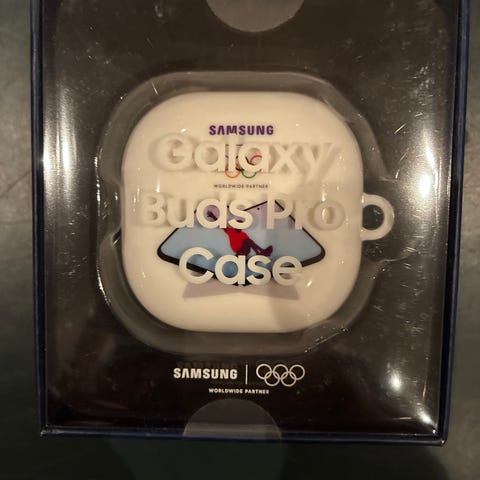 SAMSUNG
Galaxy
WORLDWIDE PARTNER
Buds Pro
Case
SAMSUNG
WORLDWIDE PARTNER